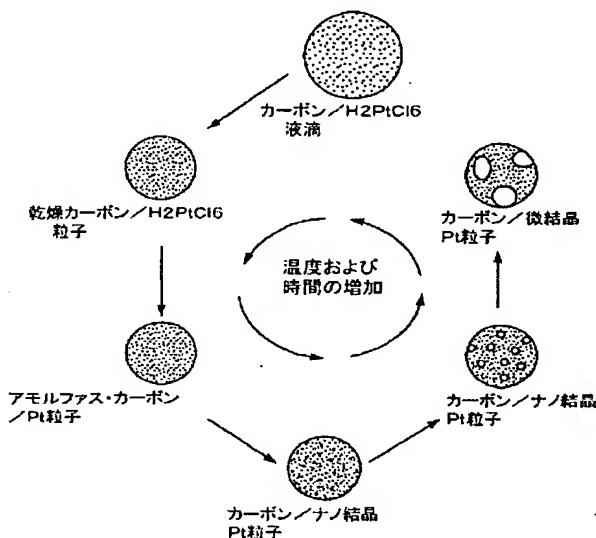 カーボン／H2PtCl6
液滴
乾燥カーボン／H2PtCl6
粒子
カーボン／微結晶
Pt粒子
温度および
時間の増加
アモルファス・カーボン
／Pt粒子
カーボン／ナノ結晶
Pt粒子
カーボン／ナノ結晶
Pt粒子